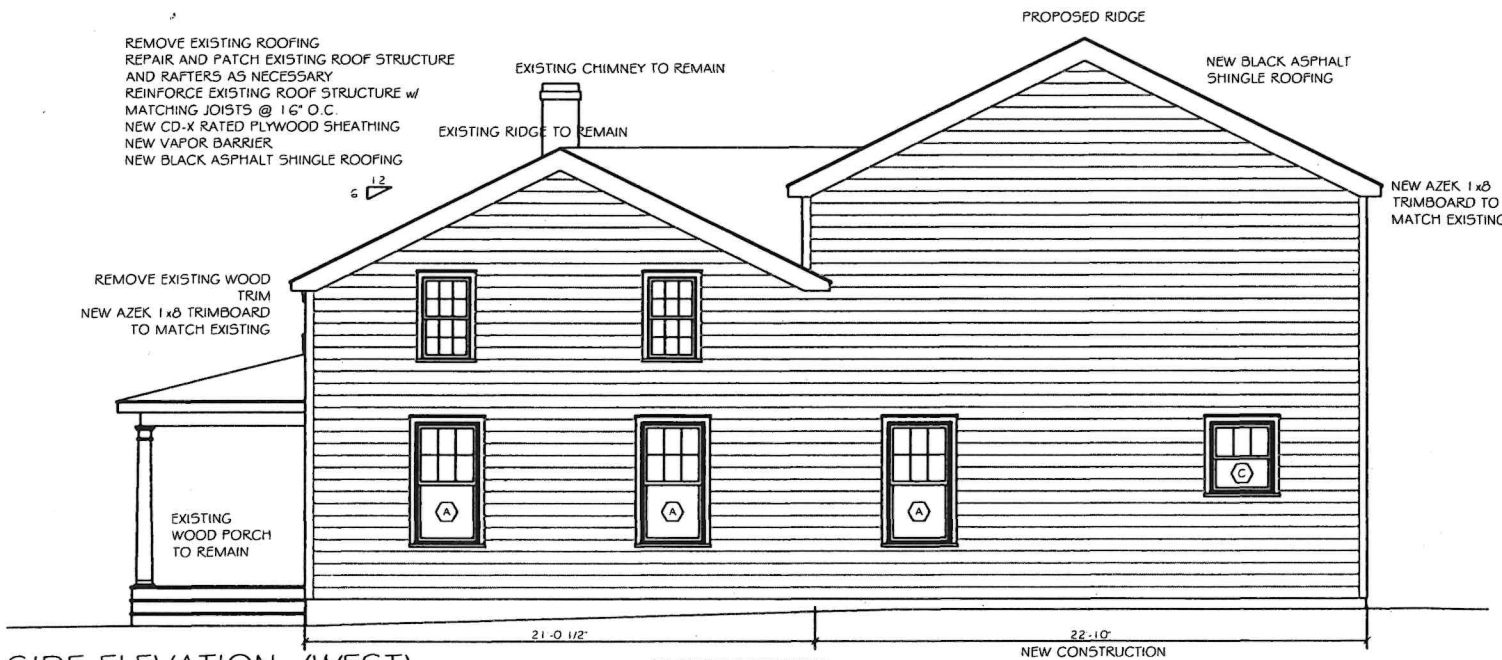 PROPOSED RIDGE
REMOVE EXISTING ROOFING
REPAIR AND PATCH EXISTING ROOF STRUCTURE
AND RAFTERS AS NECESSARY
REINFORCE EXISTING ROOF STRUCTURE w/
MATCHING JOISTS @ 16" O.C.
NEW CD-X RATED PLYWOOD SHEATHING
NEW VAPOR BARRIER
NEW BLACK ASPHALT SHINGLE ROOFING
EXISTING CHIMNEY TO REMAIN
EXISTING RIDGE TO REMAIN
NEW BLACK ASPHALT
SHINGLE ROOFING
12
6
NEW AZEK 1x8
TRIMBOARD TO
MATCH EXISTING
REMOVE EXISTING WOOD
TRIM
NEW AZEK 1x8 TRIMBOARD
TO MATCH EXISTING
EXISTING
WOOD PORCH
TO REMAIN
A
A
A
C
21'-0 1/2"
22'-10"
NEW CONSTRUCTION
SIDE ELEVATION (WEST)